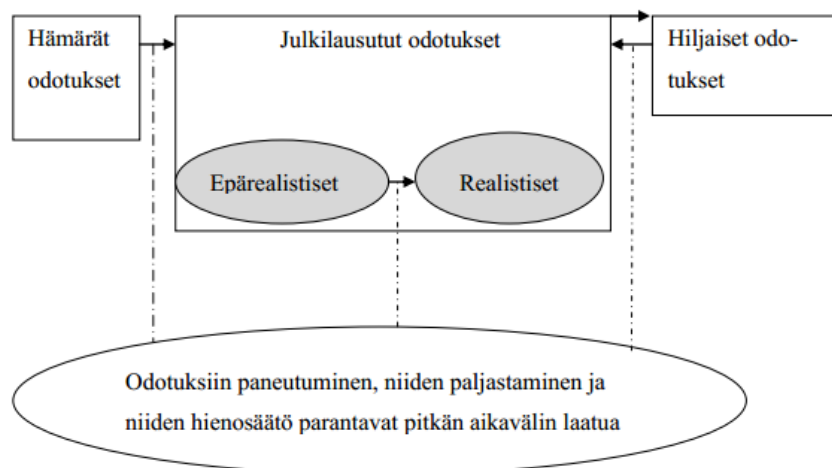 Hämärät
odotukset
Julkilausutut odotukset
Hiljaiset odo-
tukset
Epärealistiset
Realistiset
Odotuksiin paneutuminen, niiden paljastaminen ja
niiden hienosäätö parantavat pitkän aikavälin laatua